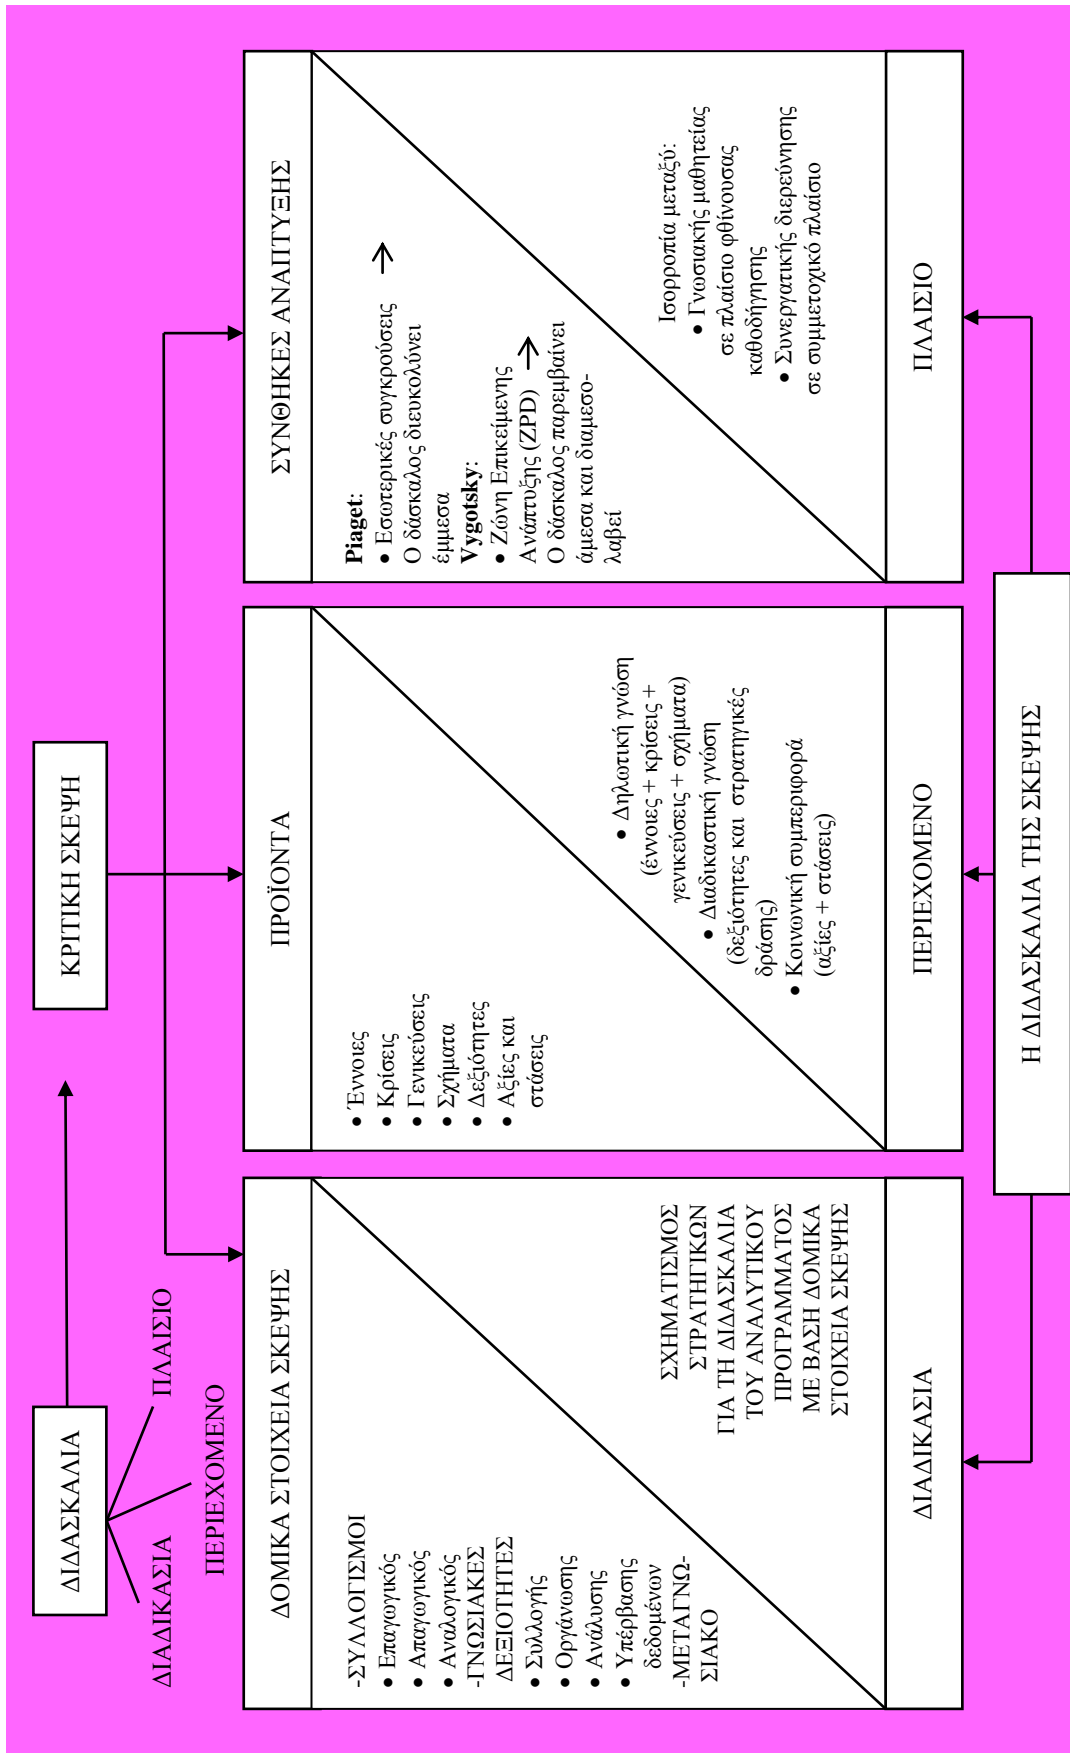 ΔΙΔΑΣΚΑΛΙΑ
ΚΡΙΤΙΚΗ ΣΚΕΨΗ
ΔΙΑΔΙΚΑΣΙΑ
ΠΕΡΙΕΧΟΜΕΝΟ
ΠΛΑΙΣΙΟ
ΔΟΜΙΚΑ ΣΤΟΙΧΕΙΑ ΣΚΕΨΗΣ
-ΣΥΛΛΟΓΙΣΜΟΙ
• Επαγωγικός
• Απαγωγικός
• Αναλογικός
-ΓΝΩΣΙΑΚΕΣ
ΔΕΞΙΟΤΗΤΕΣ
• Συλλογής
• Οργάνωσης
• Ανάλυσης
• Υπέρβασης
δεδομένων
-ΜΕΤΑΓΝΩ-
ΣΙΑΚΟ
ΣΧΗΜΑΤΙΣΜΟΣ
ΣΤΡΑΤΗΓΙΚΩΝ
ΓΙΑ ΤΗ ΔΙΔΑΣΚΑΛΙΑ
ΤΟΥ ΑΝΑΛΥΤΙΚΟΥ
ΠΡΟΓΡΑΜΜΑΤΟΣ
ΜΕ ΒΑΣΗ ΔΟΜΙΚΑ
ΣΤΟΙΧΕΙΑ ΣΚΕΨΗΣ
ΔΙΑΔΙΚΑΣΙΑ
ΠΡΟΪΟΝΤΑ
• Έννοιες
• Κρίσεις
• Γενικεύσεις
• Σχήματα
• Δεξιότητες
• Αξίες και
στάσεις
• Δηλωτική γνώση
(έννοιες + κρίσεις +
γενικεύσεις + σχήματα)
• Διαδικαστική γνώση
(δεξιότητες και στρατηγικές
δράσης)
• Κοινωνική συμπεριφορά
(αξίες + στάσεις)
ΠΕΡΙΕΧΟΜΕΝΟ
ΣΥΝΘΗΚΕΣ ΑΝΑΠΤΥΞΗΣ
Piaget:
• Εσωτερικές συγκρούσεις →
Ο δάσκαλος διευκολύνει
έμμεσα
Vygotsky:
• Ζώνη Επικείμενης
Ανάπτυξης (ZPD) →
Ο δάσκαλος παρεμβαίνει
άμεσα και διαμεσο-
λαβεί
Ισορροπία μεταξύ:
• Γνωσιακής μαθητείας
σε πλαίσιο φθίνουσας
καθοδήγησης
• Συνεργατικής διερεύνησης
σε συμμετοχικό πλαίσιο
ΠΛΑΙΣΙΟ
Η ΔΙΔΑΣΚΑΛΙΑ ΤΗΣ ΣΚΕΨΗΣ